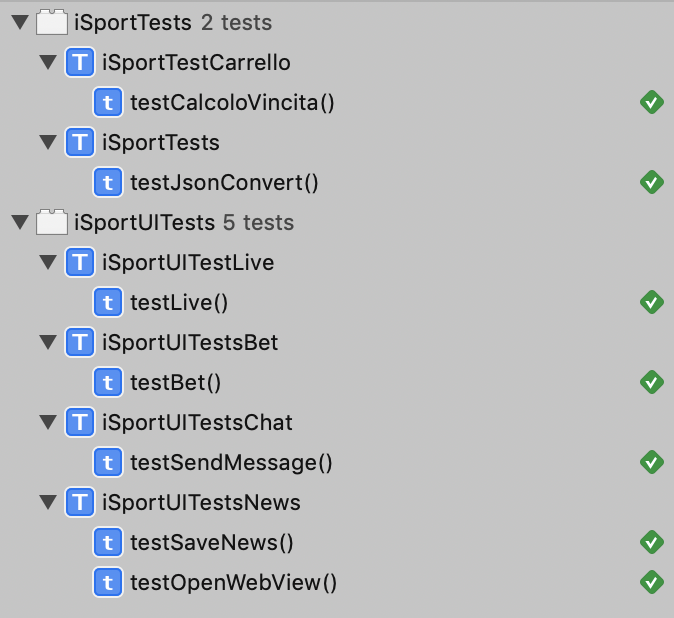 iSportTests 2 tests
T iSportTestCarrello
t testCalcoloVincita()
T iSportTests
t testJsonConvert()
iSportUITests 5 tests
T iSportUITestLive
t testLive()
T iSportUITestsBet
t testBet()
T iSportUITestsChat
t testSendMessage()
T iSportUITestsNews
t testSaveNews()
t testOpenWebView()